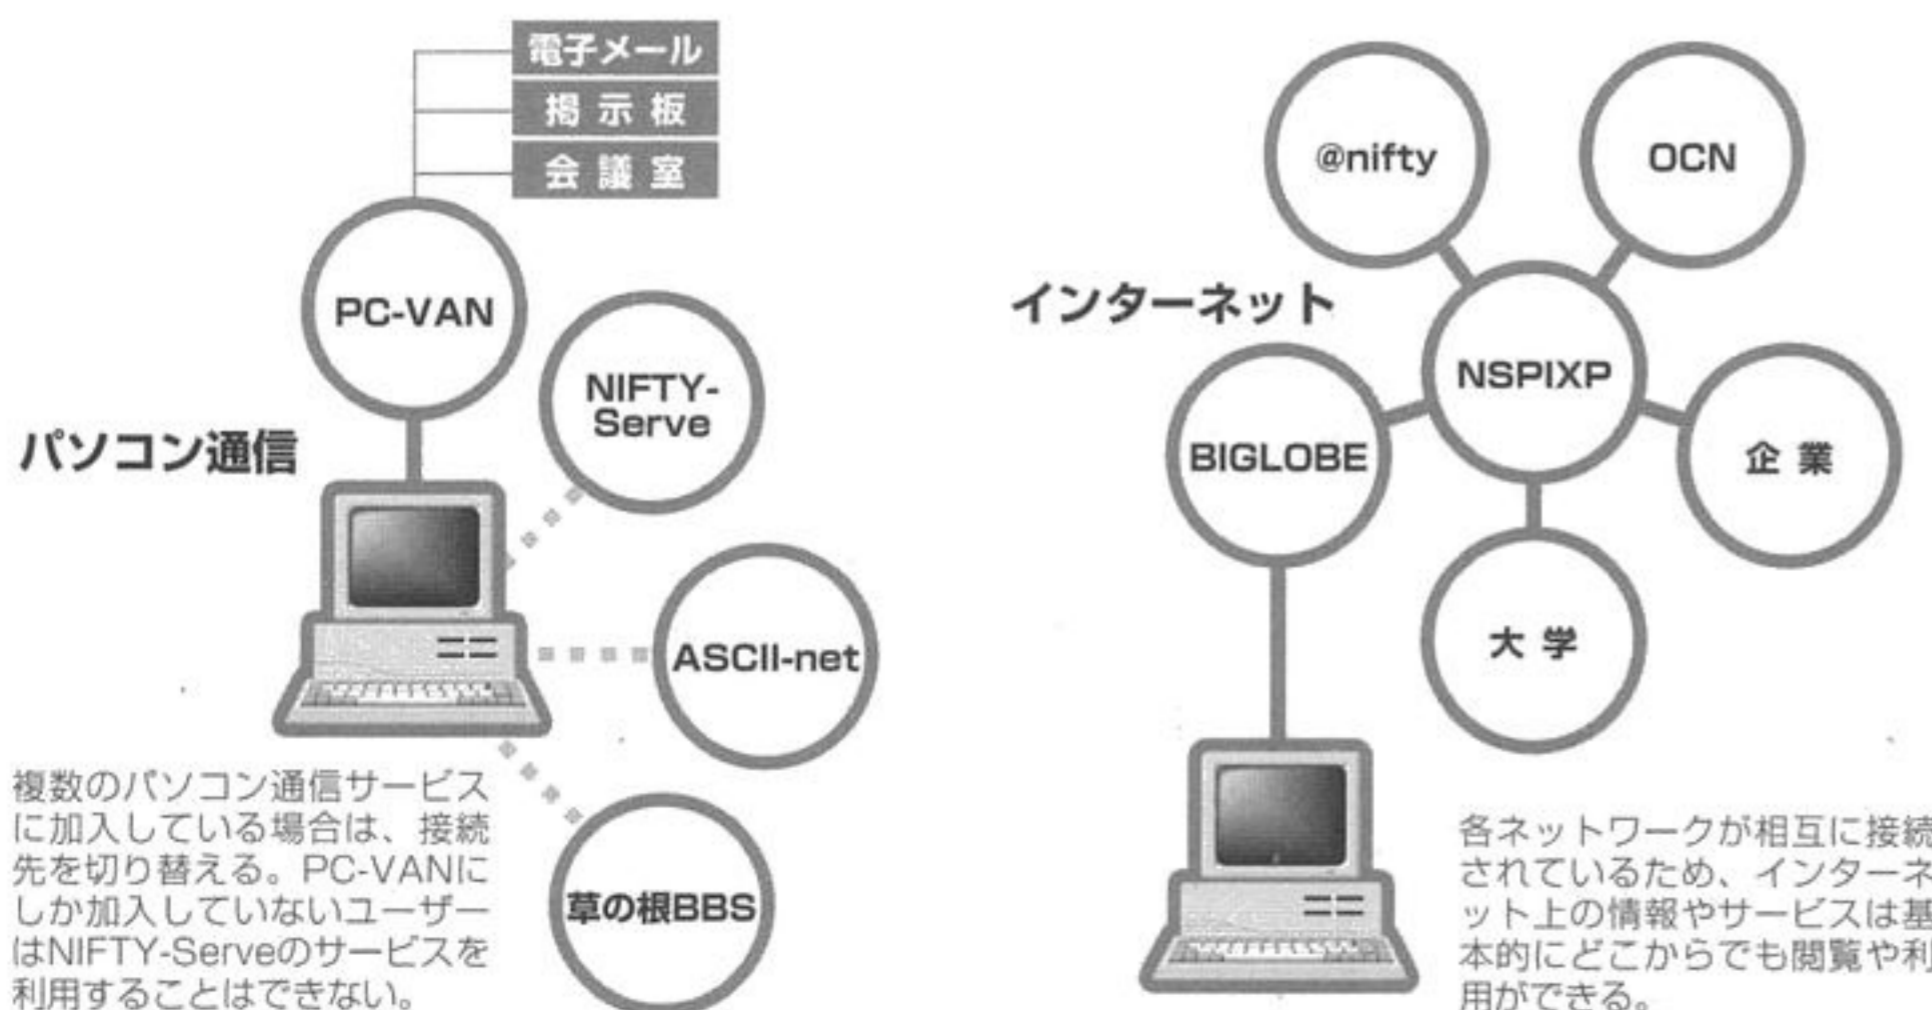 電子メール
掲示板
会議室
PC-VAN
NIFTY-
Serve
パソコン通信
ASCII-net
草の根BBS
複数のパソコン通信サービス
に加入している場合は、接続
先を切り替える。PC-VANに
しか加入していないユーザー
はNIFTY-Serveのサービスを
利用することはできない。
@nifty
OCN
インターネット
NSPIXP
BIGLOBE
企業
大学
各ネットワークが相互に接続
されているため、インターネ
ット上の情報やサービスは基
本的にどこからでも閲覧や利
用ができる。